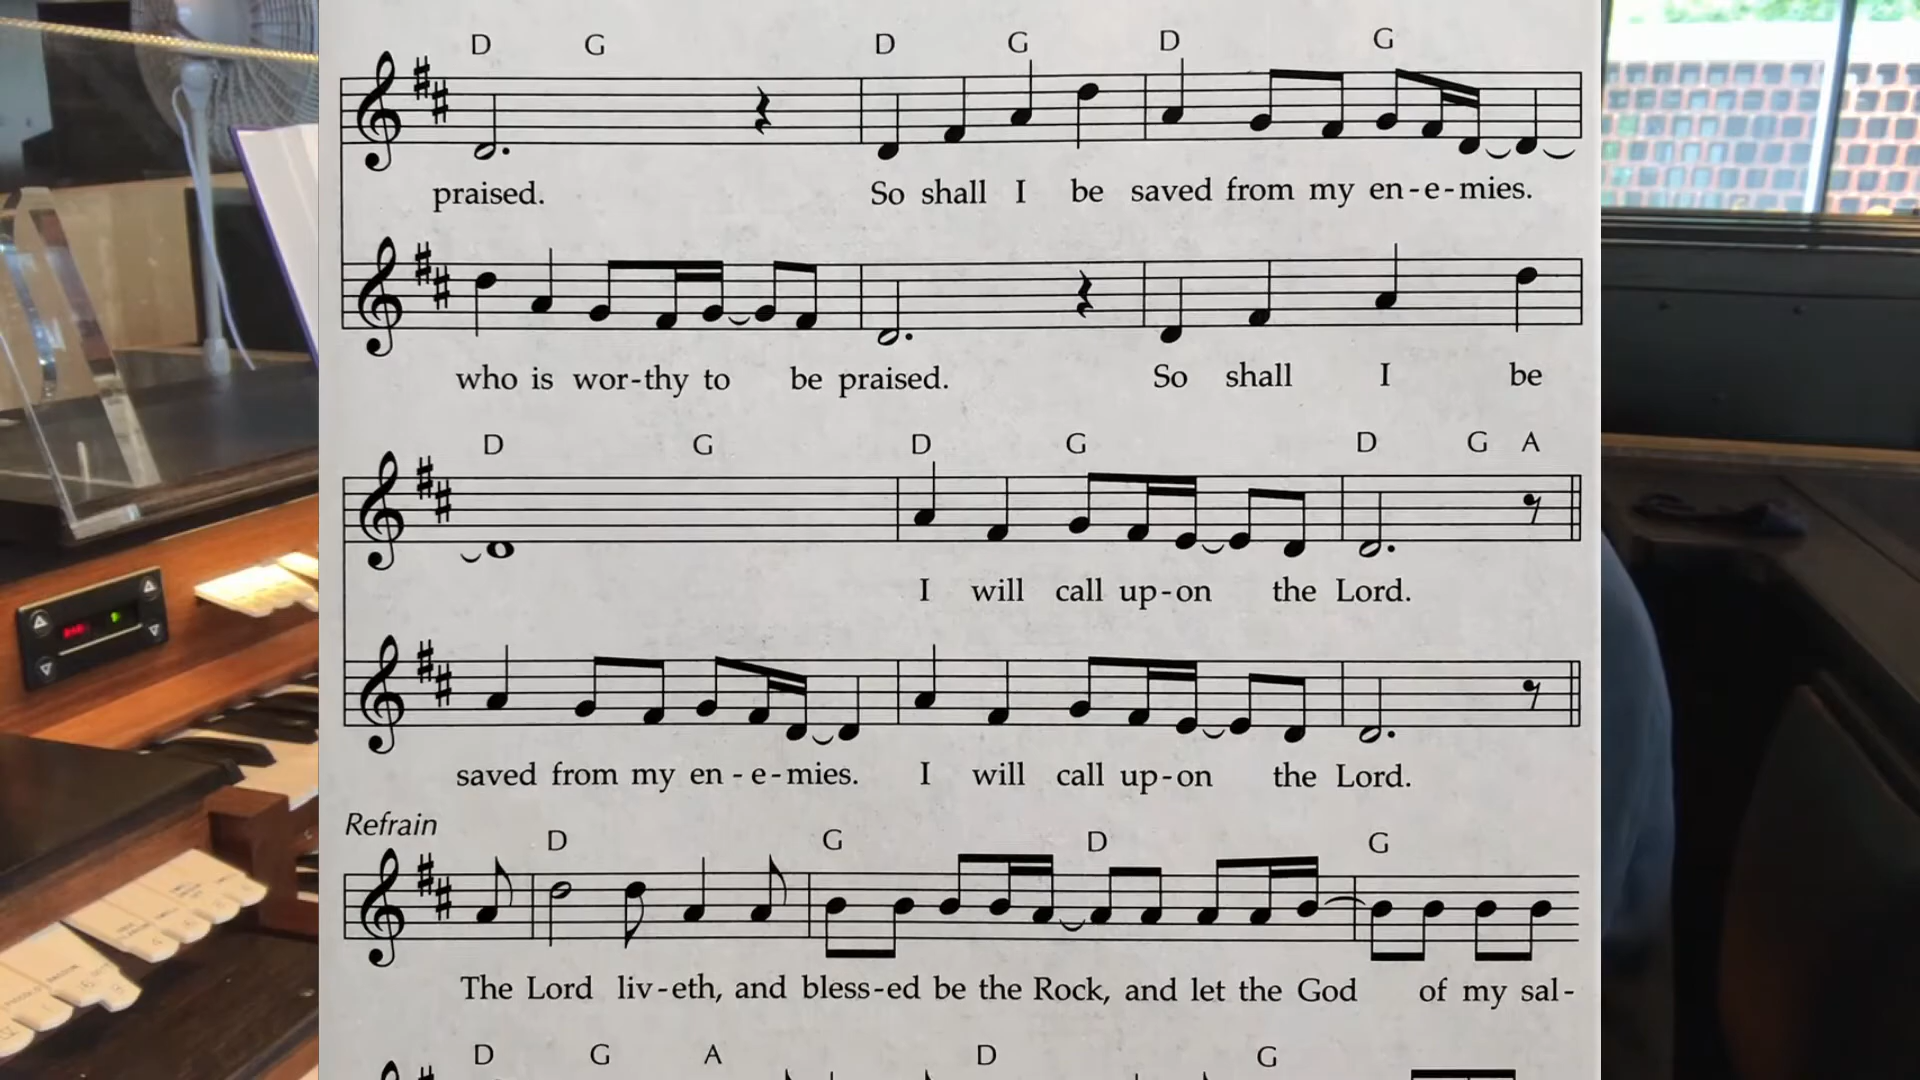 D G D G D G
praised. So shall I be saved from my en-e-mies.
who is wor-thy to be praised. So shall I be
D G D G D G A
I will call up-on the Lord.
saved from my en-e-mies. I will call up-on the Lord.
Refrain
D G D G
The Lord liv-eth, and bless-ed be the Rock, and let the God of my sal-
D G A D G